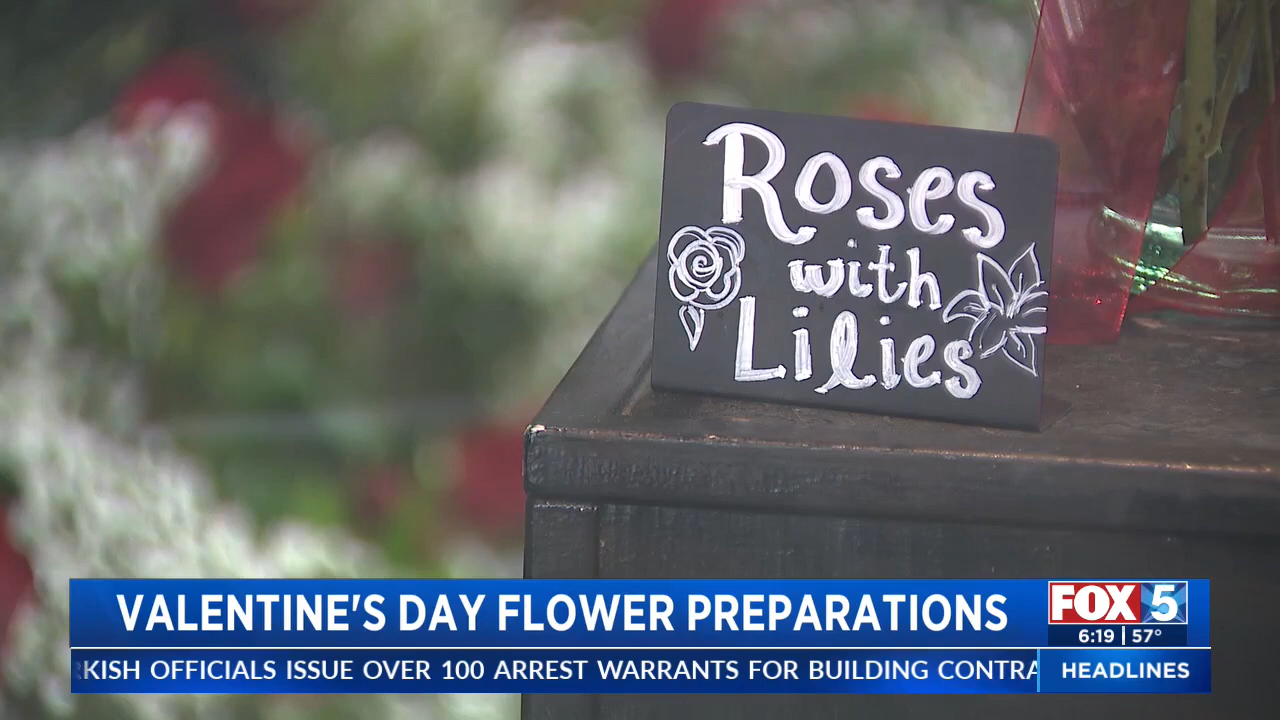 Roses
with
Lilies
VALENTINE'S DAY FLOWER PREPARATIONS
FOX 5
6:19 | 57°
KISH OFFICIALS ISSUE OVER 100 ARREST WARRANTS FOR BUILDING CONTRA
HEADLINES